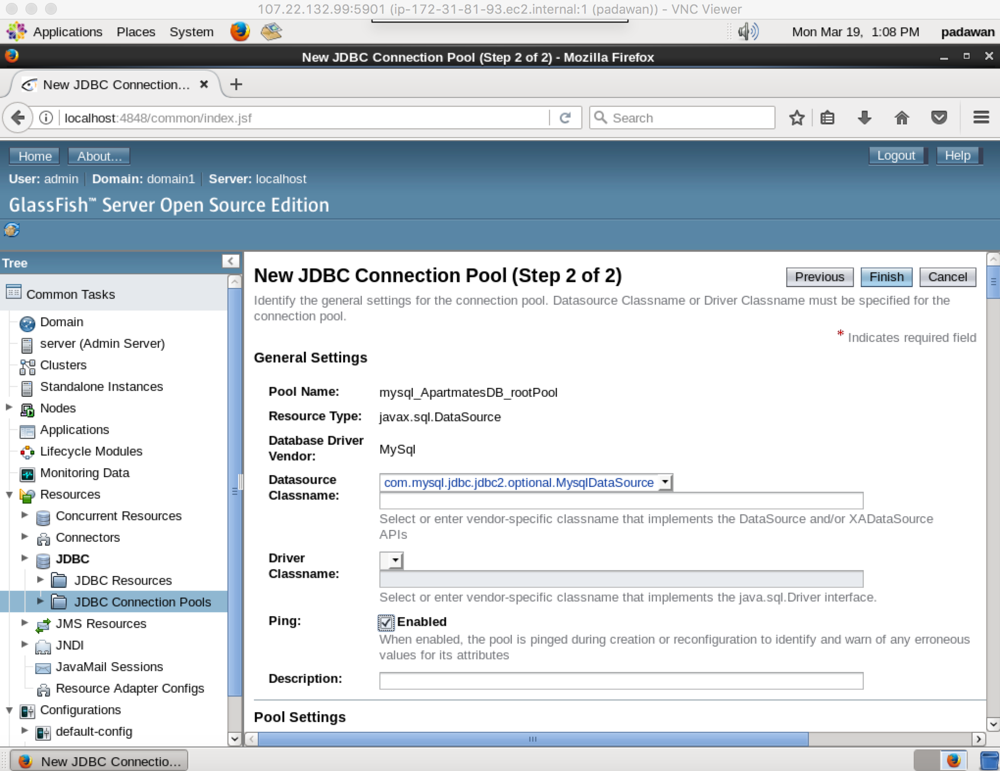 107.22.132.99:5901 (ip-172-31-81-93.ec2.internal:1 (padawan)) - VNC Viewer
Applications Places System Mon Mar 19, 1:08 PM padawan
New JDBC Connection Pool (Step 2 of 2) - Mozilla Firefox
New JDBC Connection...
localhost:4848/common/index.jsf Search
Home About... Logout Help
User: admin Domain: domain1 Server: localhost
GlassFish™ Server Open Source Edition
Tree
Common Tasks
Domain
server (Admin Server)
Clusters
Standalone Instances
Nodes
Applications
Lifecycle Modules
Monitoring Data
Resources
Concurrent Resources
Connectors
JDBC
JDBC Resources
JDBC Connection Pools
JMS Resources
JNDI
JavaMail Sessions
Resource Adapter Configs
Configurations
default-config
New JDBC Connection Pool (Step 2 of 2) Previous Finish Cancel
Identify the general settings for the connection pool. Datasource Classname or Driver Classname must be specified for the
connection pool.
* Indicates required field
General Settings
Pool Name: mysql_ApartmatesDB_rootPool
Resource Type: javax.sql.DataSource
Database Driver
Vendor: MySql
Datasource
Classname: com.mysql.jdbc.jdbc2.optional.MysqlDataSource
Select or enter vendor-specific classname that implements the DataSource and/or XADataSource
APIs
Driver
Classname:
Select or enter vendor-specific classname that implements the java.sql.Driver interface.
Ping: Enabled
When enabled, the pool is pinged during creation or reconfiguration to identify and warn of any erroneous
values for its attributes
Description:
Pool Settings
New JDBC Connectio...